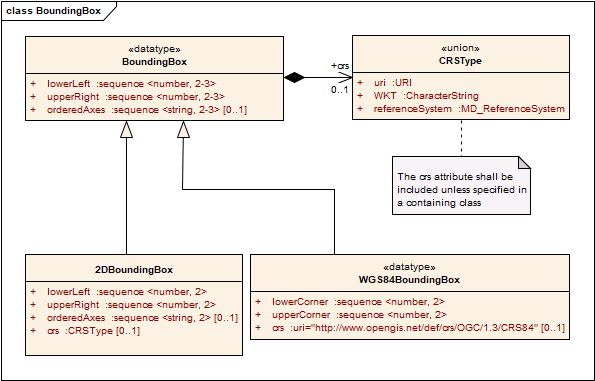 class BoundingBox
«datatype»
BoundingBox
+ lowerLeft :sequence <number, 2-3>
+ upperRight :sequence <number, 2-3>
+ orderedAxes :sequence <string, 2-3> [0..1]
+crs
0..1
«union»
CRSType
+ uri :URI
+ WKT :CharacterString
+ referenceSystem :MD_ReferenceSystem
The crs attribute shall be
included unless specified in
a containing class
2DBoundingBox
+ lowerLeft :sequence <number, 2>
+ upperRight :sequence <number, 2>
+ orderedAxes :sequence <string, 2> [0..1]
+ crs :CRSType [0..1]
«datatype»
WGS84BoundingBox
+ lowerCorner :sequence <number, 2>
+ upperCorner :sequence <number, 2>
+ crs :uri="http://www.opengis.net/def/crs/OGC/1.3/CRS84" [0..1]